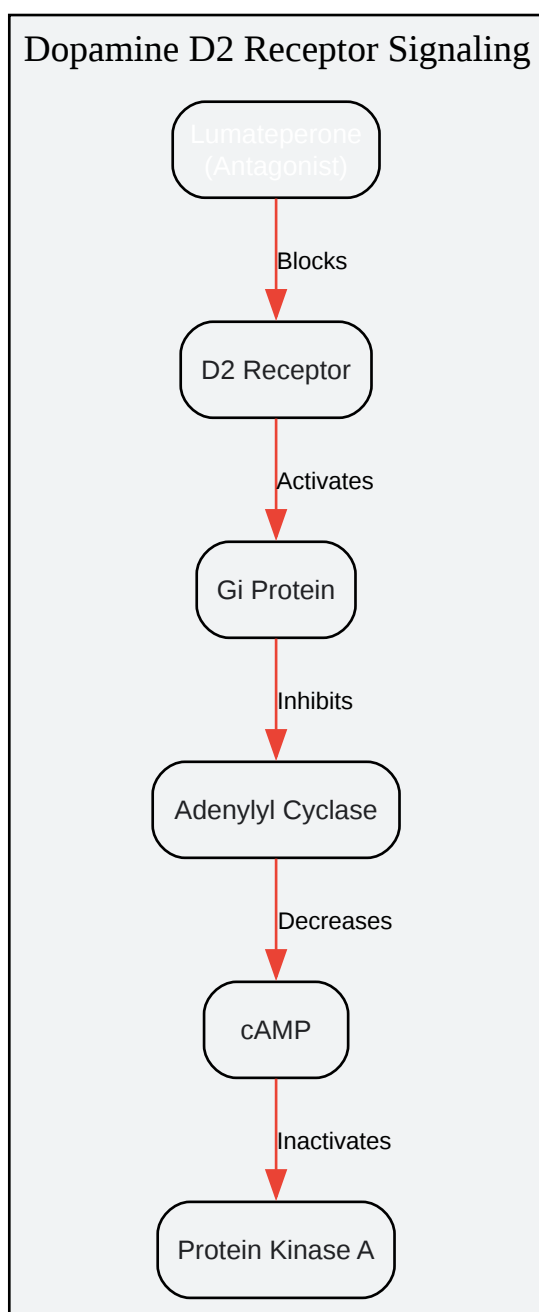 Dopamine D2 Receptor Signaling
Lumateperone
(Antagonist)
Blocks
D2 Receptor
Activates
Gi Protein
Inhibits
Adenylyl Cyclase
Decreases
cAMP
Inactivates
Protein Kinase A